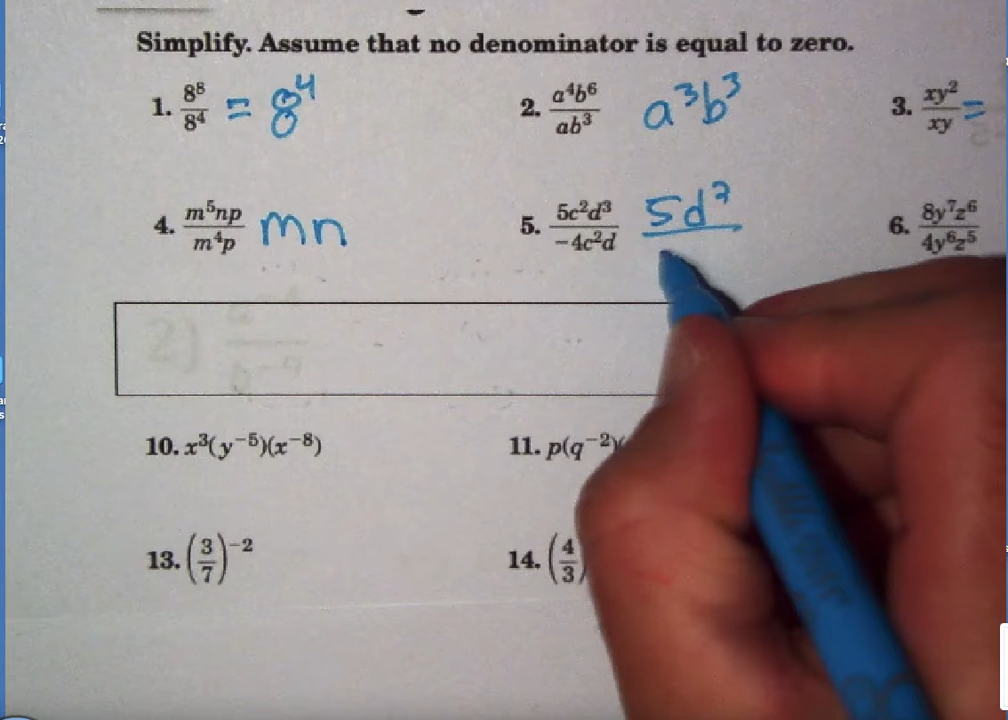 Simplify. Assume that no denominator is equal to zero.
1. 8⁸/8⁴ = 8⁴ 2. a⁴b⁶/ab³ a³b³ 3. xy²/xy =
4. m⁵np/m⁴p mn 5. 5c²d³/-4c²d 5d² 6. 8y⁷z⁶/4y⁶z⁵
2)
10. x³(y⁻⁵)(x⁻⁸) 11. p(q⁻²)(
13. (3/7)⁻² 14. (4/3)